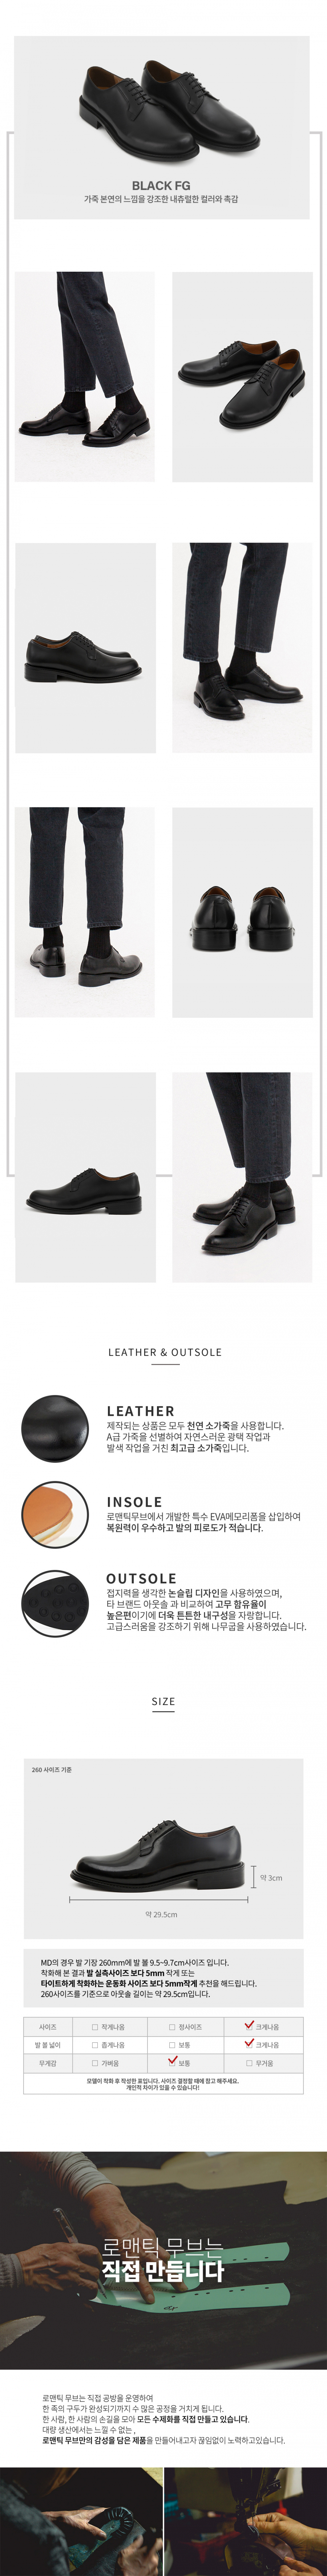 BLACK FG
가죽 본연의 느낌을 강조한 내츄럴한 컬러와 촉감
LEATHER & OUTSOLE
LEATHER
제작되는 상품은 모두 천연 소가죽을 사용합니다.
A급 가죽을 선별하여 자연스러운 광택 작업과
발색 작업을 거친 최고급 소가죽입니다.
INSOLE
로맨틱무브에서 개발한 특수 EVA메모리폼을 삽입하여
복원력이 우수하고 발의 피로도가 적습니다.
OUTSOLE
접지력을 생각한 논슬립 디자인을 사용하였으며,
타 브랜드 아웃솔 과 비교하여 고무 함유율이
높은편이기에 더욱 튼튼한 내구성을 자랑합니다.
고급스러움을 강조하기 위해 나무굽을 사용하였습니다.
SIZE
260 사이즈 기준
약 3cm
약 29.5cm
MD의 경우 발 기장 260mm에 발 볼 9.5~9.7cm사이즈 입니다.
착화해 본 결과 발 실측사이즈 보다 5mm 작게 또는
타이트하게 착화하는 운동화 사이즈 보다 5mm작게 추천을 해드립니다.
260사이즈를 기준으로 아웃솔 길이는 약 29.5cm입니다.
사이즈 작게나옴 정사이즈 크게나옴
발 볼 넓이 좁게나옴 보통 크게나옴
무게감 가벼움 보통 무거움
모델이 착화 후 작성한 표입니다. 사이즈 결정할 때에 참고 해주세요.
개인적 차이가 있을 수 있습니다!
로맨틱 무브는
직접 만듭니다
로맨틱 무브는 직접 공방을 운영하여
한 족의 구두가 완성되기까지 수 많은 공정을 거치게 됩니다.
한 사람, 한 사람의 손길을 모아 모든 수제화를 직접 만들고 있습니다.
대량 생산에서는 느낄 수 없는 ,
로맨틱 무브만의 감성을 담은 제품을 만들어내고자 끊임없이 노력하고있습니다.